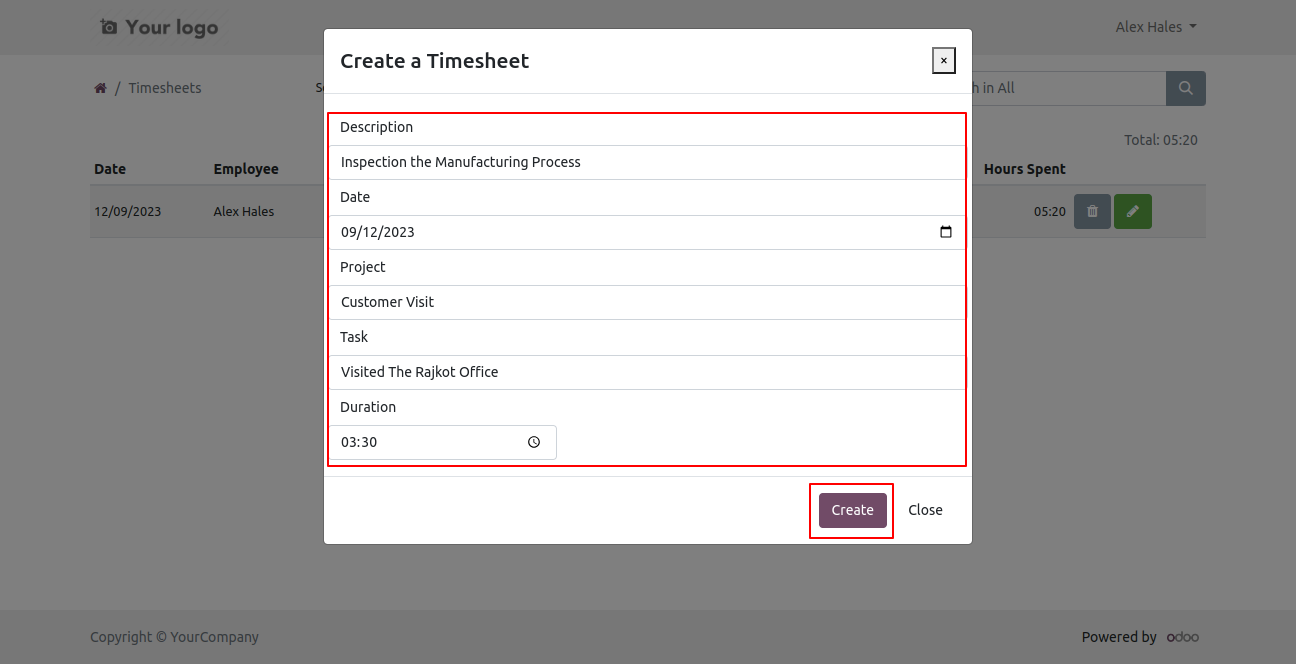 Your logo
Alex Hales
Create a Timesheet
×
/ Timesheets
h in All
Total: 05:20
Date Employee Hours Spent
12/09/2023 Alex Hales 05:20
Description
Inspection the Manufacturing Process
Date
09/12/2023
Project
Customer Visit
Task
Visited The Rajkot Office
Duration
03:30
Create Close
Copyright © YourCompany
Powered by odoo